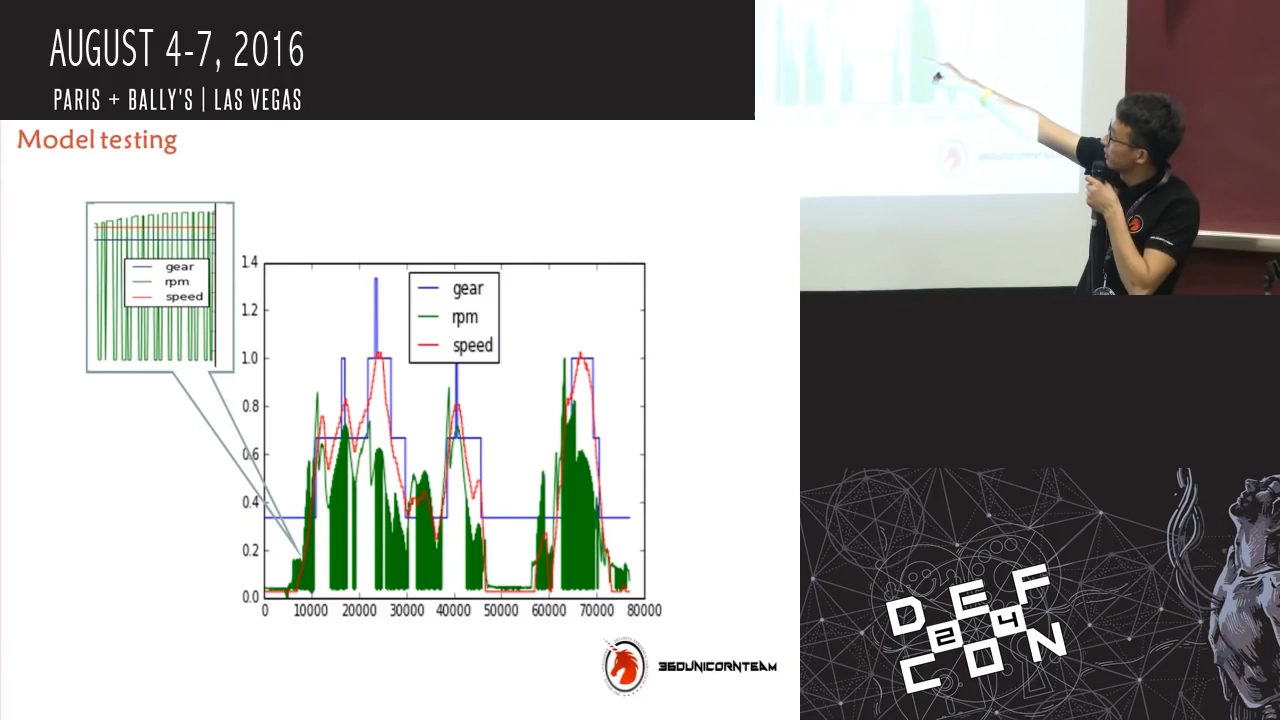 AUGUST 4-7, 2016
PARIS + BALLY'S | LAS VEGAS
Model testing
gear
rpm
speed
1.4
1.2
1.0
0.8
0.6
0.4
0.2
0.0
gear
rpm
speed
0 10000 20000 30000 40000 50000 60000 70000 80000
360UNICORNTEAM
360UNICORNTEAM
DEF
24
CON